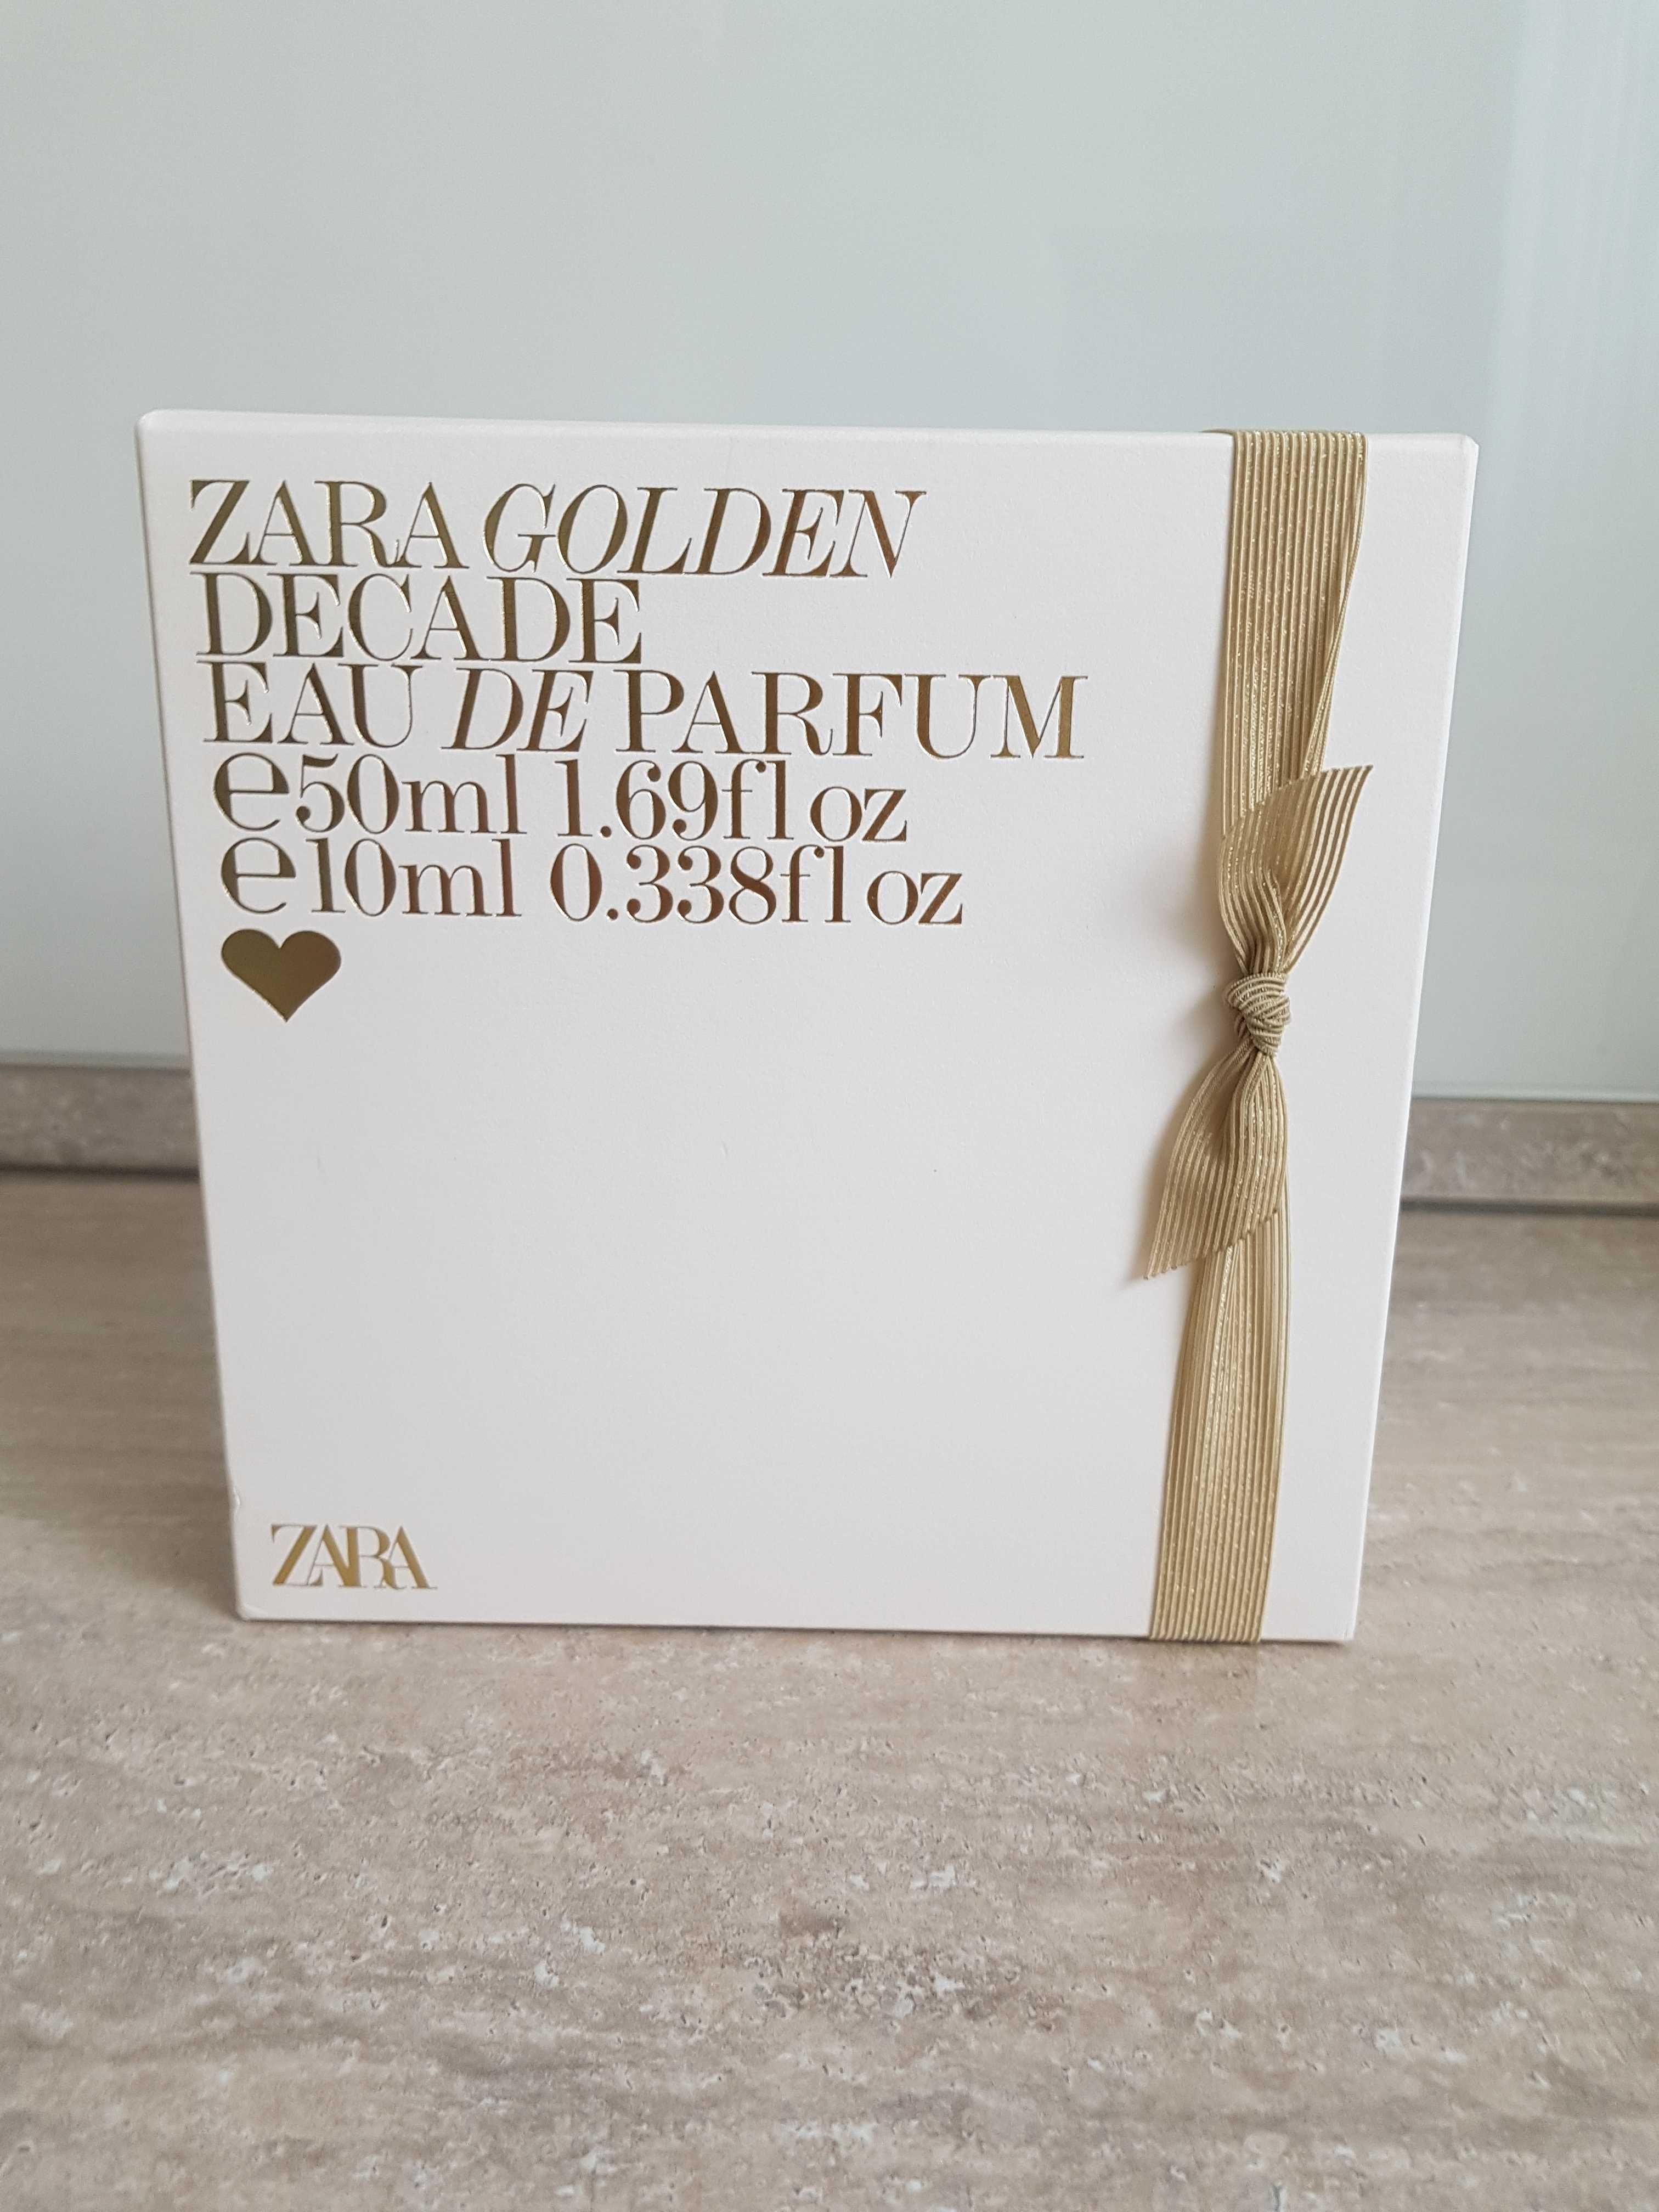 ZARA GOLDEN
DECADE
EAU DE PARFUM
℮50ml 1.69fl oz
℮10ml 0.338fl oz
ZARA